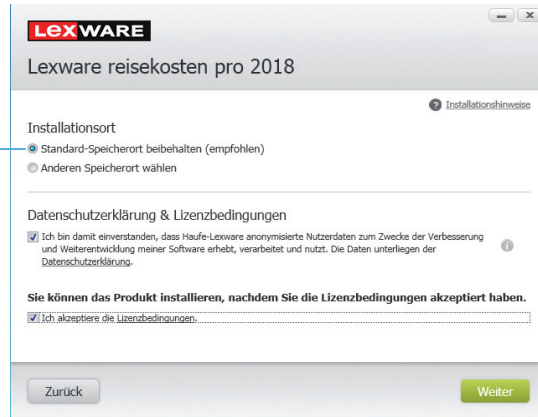 LEXWARE
Lexware reisekosten pro 2018
Installationshinweise
Installationsort
Standard-Speicherort beibehalten (empfohlen)
Anderen Speicherort wählen
Datenschutzerklärung & Lizenzbedingungen
Ich bin damit einverstanden, dass Haufe-Lexware anonymisierte Nutzerdaten zum Zwecke der Verbesserung
und Weiterentwicklung meiner Software erhebt, verarbeitet und nutzt. Die Daten unterliegen der
Datenschutzerklärung.
Sie können das Produkt installieren, nachdem Sie die Lizenzbedingungen akzeptiert haben.
Ich akzeptiere die Lizenzbedingungen.
Zurück
Weiter